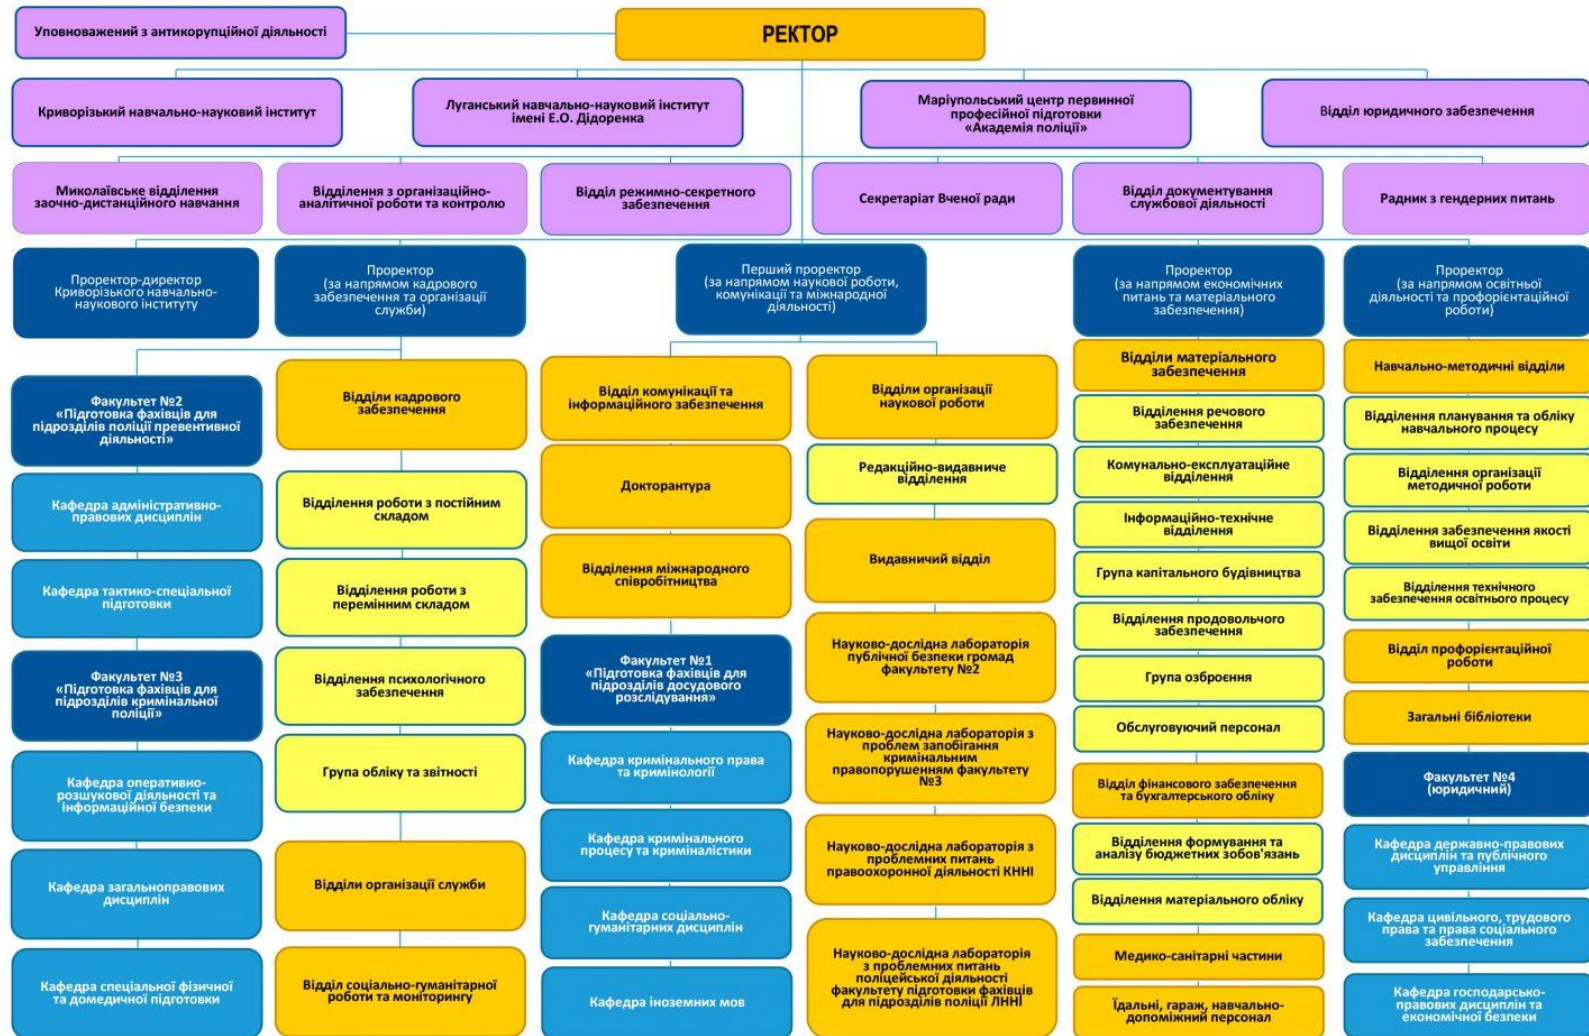 Уповноважений з антикорупційної діяльності
РЕКТОР
Криворізький навчально-науковий інститут
Луганський навчально-науковий інститут
імені Е.О. Дідоренка
Маріупольський центр первинної
професійної підготовки
«Академія поліції»
Відділ юридичного забезпечення
Миколаївське відділення
заочно-дистанційного навчання
Відділення з організаційно-
аналітичної роботи та контролю
Відділ режимно-секретного
забезпечення
Секретаріат Вченої ради
Відділ документування
службової діяльності
Радник з гендерних питань
Проректор-директор
Криворізького навчально-
наукового інституту
Проректор
(за напрямом кадрового
забезпечення та організації
служби)
Перший проректор
(за напрямом наукової роботи,
комунікації та міжнародної
діяльності)
Проректор
(за напрямом економічних
питань та матеріального
забезпечення)
Проректор
(за напрямом освітньої
діяльності та профорієнтаційної
роботи)
Факультет №2
«Підготовка фахівців для
підрозділів поліції превентивної
діяльності»
Кафедра адміністративно-
правових дисциплін
Кафедра тактико-спеціальної
підготовки
Факультет №3
«Підготовка фахівців для
підрозділів кримінальної
поліції»
Кафедра оперативно-
розшукової діяльності та
інформаційної безпеки
Кафедра загальноправових
дисциплін
Кафедра спеціальної фізичної
та домедичної підготовки
Відділи кадрового
забезпечення
Відділення роботи з постійним
складом
Відділення роботи з
перемінним складом
Відділення психологічного
забезпечення
Група обліку та звітності
Відділи організації служби
Відділ соціально-гуманітарної
роботи та моніторингу
Відділ комунікації та
інформаційного забезпечення
Докторантура
Відділення міжнародного
співробітництва
Факультет №1
«Підготовка фахівців для
підрозділів досудового
розслідування»
Кафедра кримінального права
та кримінології
Кафедра кримінального
процесу та криміналістики
Кафедра соціально-
гуманітарних дисциплін
Кафедра іноземних мов
Відділи організації
наукової роботи
Редакційно-видавниче
відділення
Видавничий відділ
Науково-дослідна лабораторія
публічної безпеки громад
факультету №2
Науково-дослідна лабораторія з
проблем запобігання
кримінальним
правопорушенням факультету
№3
Науково-дослідна лабораторія з
проблемних питань
правоохоронної діяльності КННІ
Науково-дослідна лабораторія
з проблемних питань
поліцейської діяльності
факультету підготовки фахівців
для підрозділів поліції ЛННІ
Відділи матеріального
забезпечення
Відділення речового
забезпечення
Комунально-експлуатаційне
відділення
Інформаційно-технічне
відділення
Група капітального будівництва
Відділення продовольчого
забезпечення
Група озброєння
Обслуговуючий персонал
Відділ фінансового забезпечення
та бухгалтерського обліку
Відділення формування та
аналізу бюджетних зобов'язань
Відділення матеріального обліку
Медико-санітарні частини
Їдальні, гараж, навчально-
допоміжний персонал
Навчально-методичні відділи
Відділення планування та обліку
навчального процесу
Відділення організації
методичної роботи
Відділення забезпечення якості
вищої освіти
Відділення технічного
забезпечення освітнього процесу
Відділ профорієнтаційної
роботи
Загальні бібліотеки
Факультет №4
(юридичний)
Кафедра державно-правових
дисциплін та публічного
управління
Кафедра цивільного, трудового
права та права соціального
забезпечення
Кафедра господарсько-
правових дисциплін та
економічної безпеки